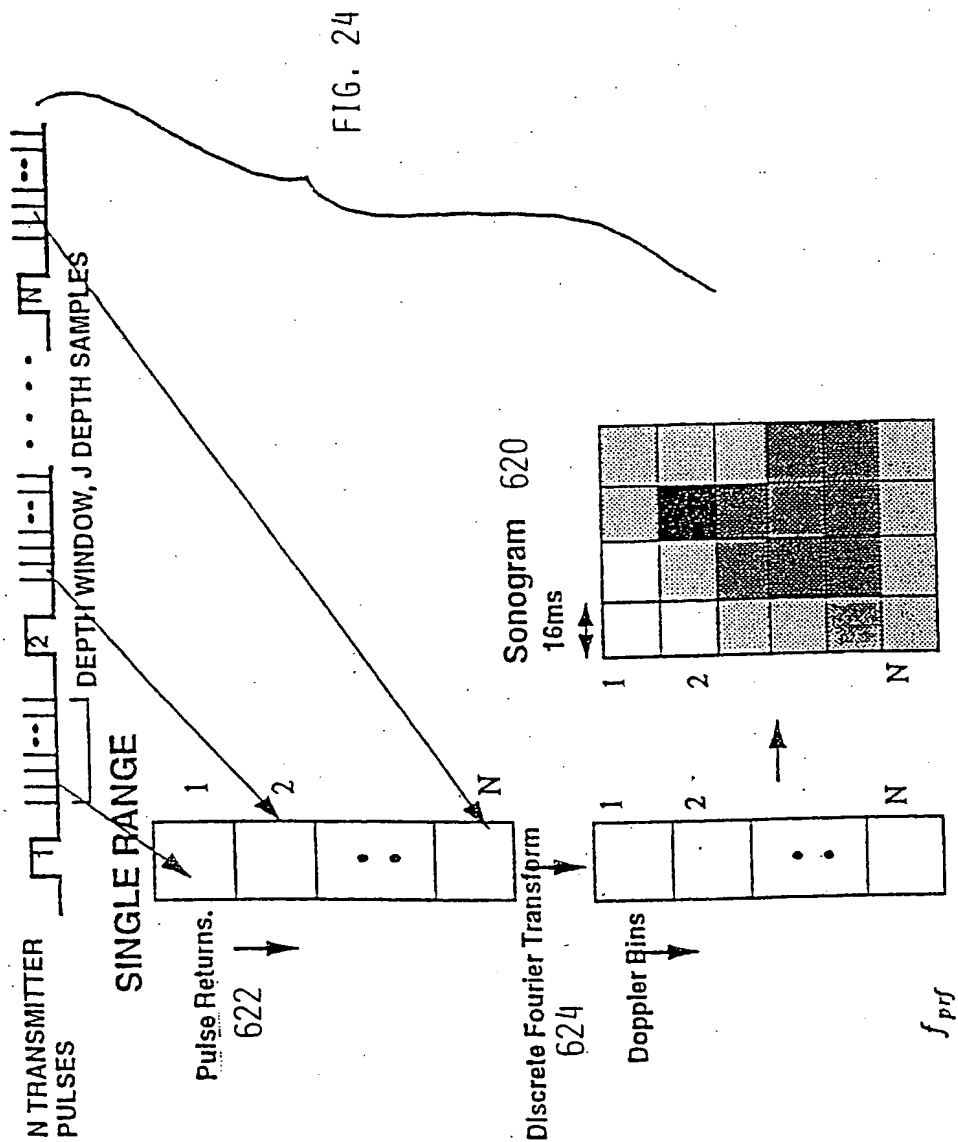 N TRANSMITTER
PULSES
1
2
N
DEPTH WINDOW, J DEPTH SAMPLES
SINGLE RANGE
Pulse Returns.
622
1
2
N
Discrete Fourier Transform
624
Doppler Bins
1
2
N
f prf
Sonogram 620
16ms
1
2
N
FIG. 24